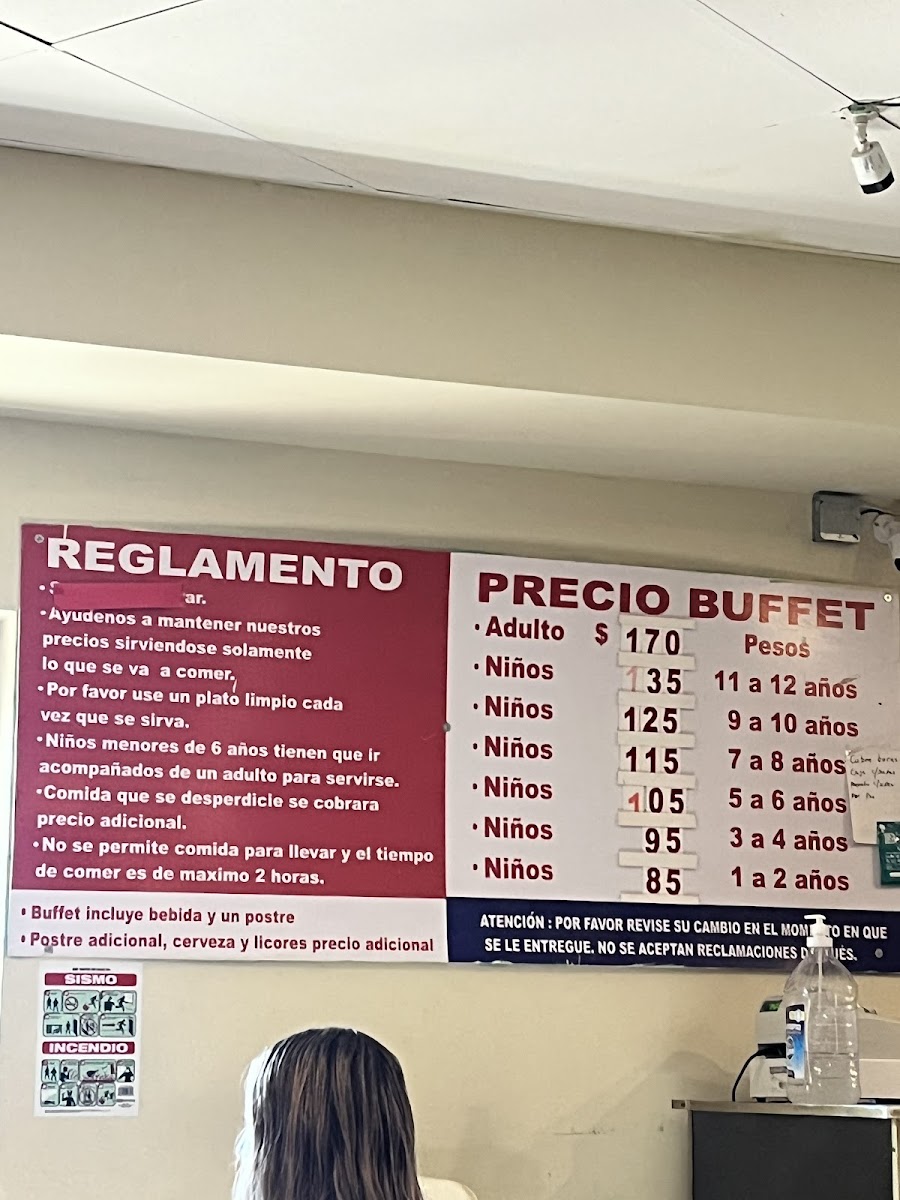 REGLAMENTO
ar.
• Ayudenos a mantener nuestros
precios sirviendose solamente
lo que se va a comer.
• Por favor use un plato limpio cada
vez que se sirva.
• Niños menores de 6 años tienen que ir
acompañados de un adulto para servirse.
• Comida que se desperdicie se cobrara
precio adicional.
• No se permite comida para llevar y el tiempo
de comer es de maximo 2 horas.
• Buffet incluye bebida y un postre
• Postre adicional, cerveza y licores precio adicional
PRECIO BUFFET
• Adulto $ 170 Pesos
• Niños 135 11 a 12 años
• Niños 125 9 a 10 años
• Niños 115 7 a 8 años
• Niños 105 5 a 6 años
• Niños 95 3 a 4 años
• Niños 85 1 a 2 años
ATENCIÓN : POR FAVOR REVISE SU CAMBIO EN EL MOMENTO EN QUE
SE LE ENTREGUE. NO SE ACEPTAN RECLAMACIONES DESPUÉS.
SISMO
INCENDIO